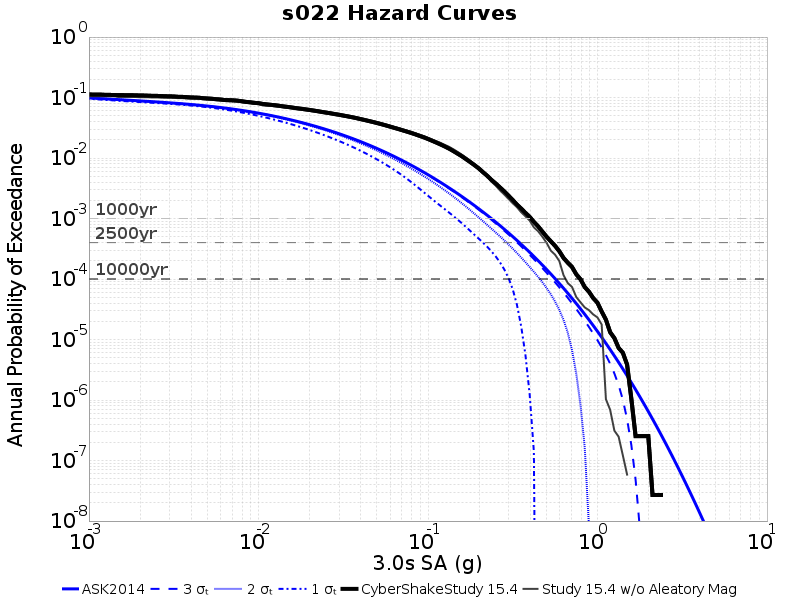 s022 Hazard Curves
10^0
10^-1
10^-2
10^-3
10^-4
10^-5
10^-6
10^-7
10^-8
Annual Probability of Exceedance
1000yr
2500yr
10000yr
10^-3 10^-2 10^-1 10^0 10^1
3.0s SA (g)
ASK2014 3 σₜ 2 σₜ 1 σₜ CyberShakeStudy 15.4 Study 15.4 w/o Aleatory Mag